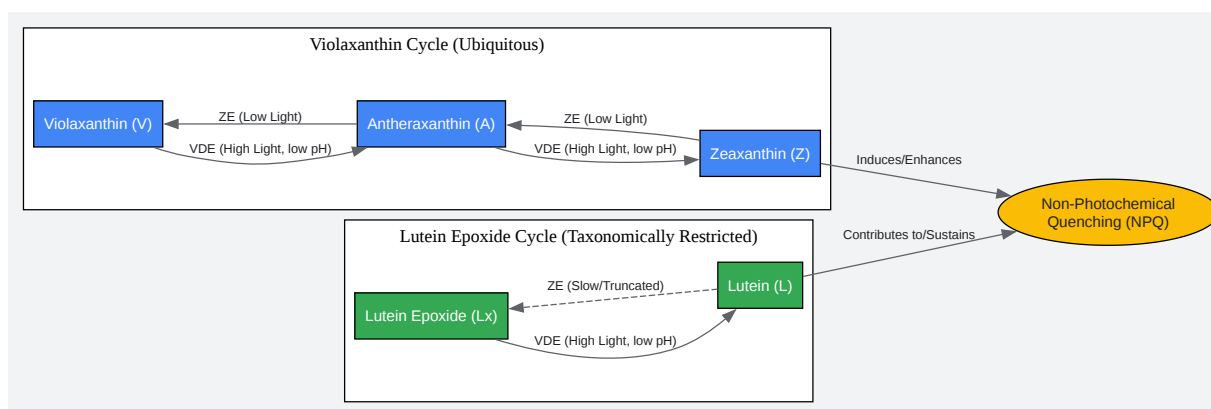 Violaxanthin Cycle (Ubiquitous)
Violaxanthin (V)
ZE (Low Light)
VDE (High Light, low pH)
Antheraxanthin (A)
ZE (Low Light)
VDE (High Light, low pH)
Zeaxanthin (Z)
Induces/Enhances
Non-Photochemical
Quenching (NPQ)
Lutein Epoxide Cycle (Taxonomically Restricted)
Contributes to/Sustains
Lutein Epoxide (Lx)
ZE (Slow/Truncated)
VDE (High Light, low pH)
Lutein (L)